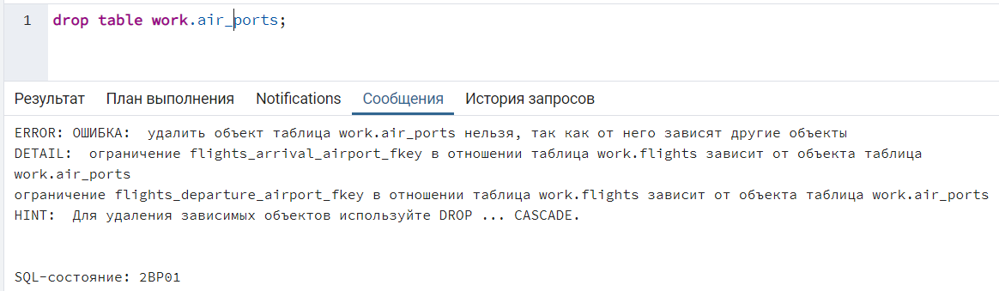 1 drop table work.air_ports;
Результат План выполнения Notifications Сообщения История запросов
ERROR: ОШИБКА:  удалить объект таблица work.air_ports нельзя, так как от него зависят другие объекты
DETAIL:  ограничение flights_arrival_airport_fkey в отношении таблица work.flights зависит от объекта таблица
work.air_ports
ограничение flights_departure_airport_fkey в отношении таблица work.flights зависит от объекта таблица work.air_ports
HINT:  Для удаления зависимых объектов используйте DROP ... CASCADE.
SQL-состояние: 2BP01